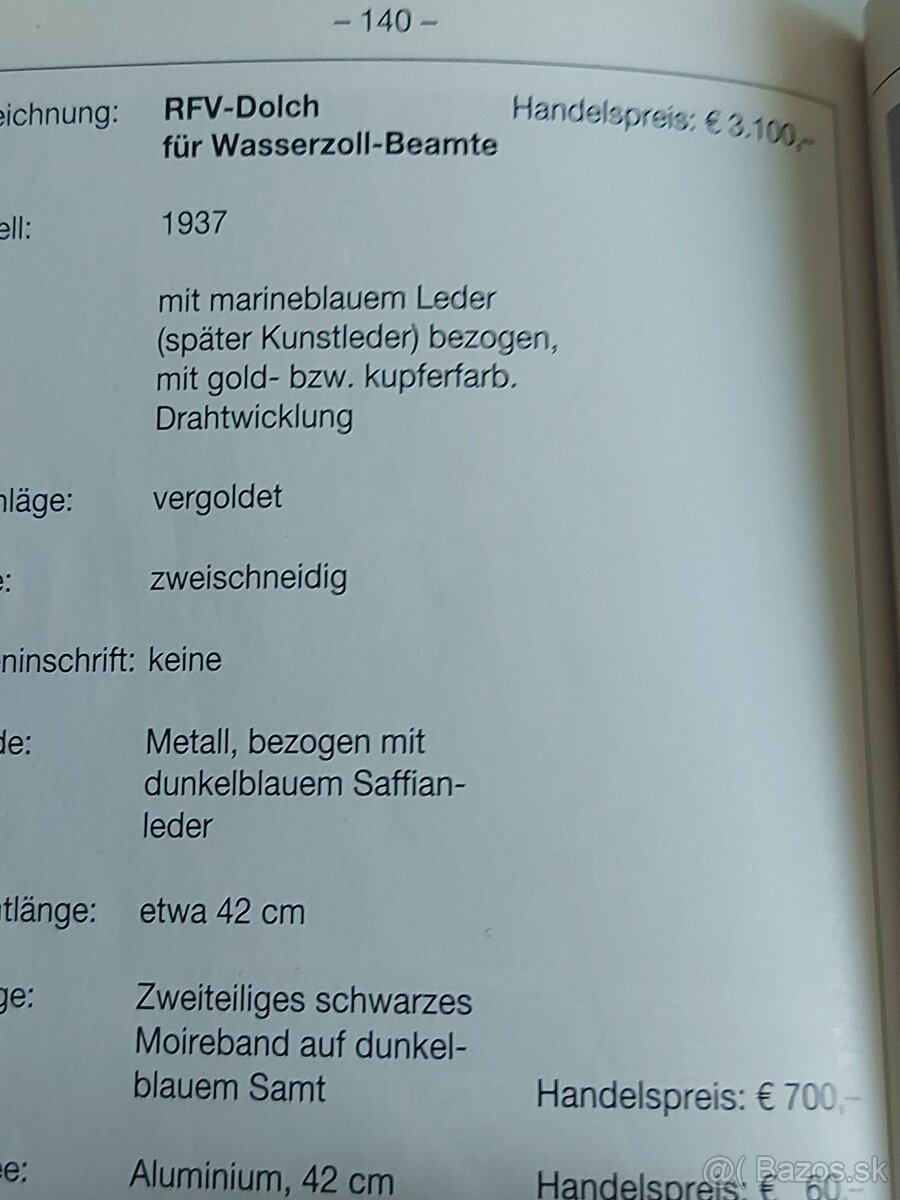 – 140 –
eichnung: RFV-Dolch Handelspreis: € 3.100,–
für Wasserzoll-Beamte
ell: 1937
mit marineblauem Leder
(später Kunstleder) bezogen,
mit gold- bzw. kupferfarb.
Drahtwicklung
läge: vergoldet
e: zweischneidig
ninschrift: keine
de: Metall, bezogen mit
dunkelblauem Saffian-
leder
tlänge: etwa 42 cm
ge: Zweiteiliges schwarzes
Moireband auf dunkel-
blauem Samt Handelspreis: € 700,–
e: Aluminium, 42 cm Handelspreis: € 60,–
Bazos.sk